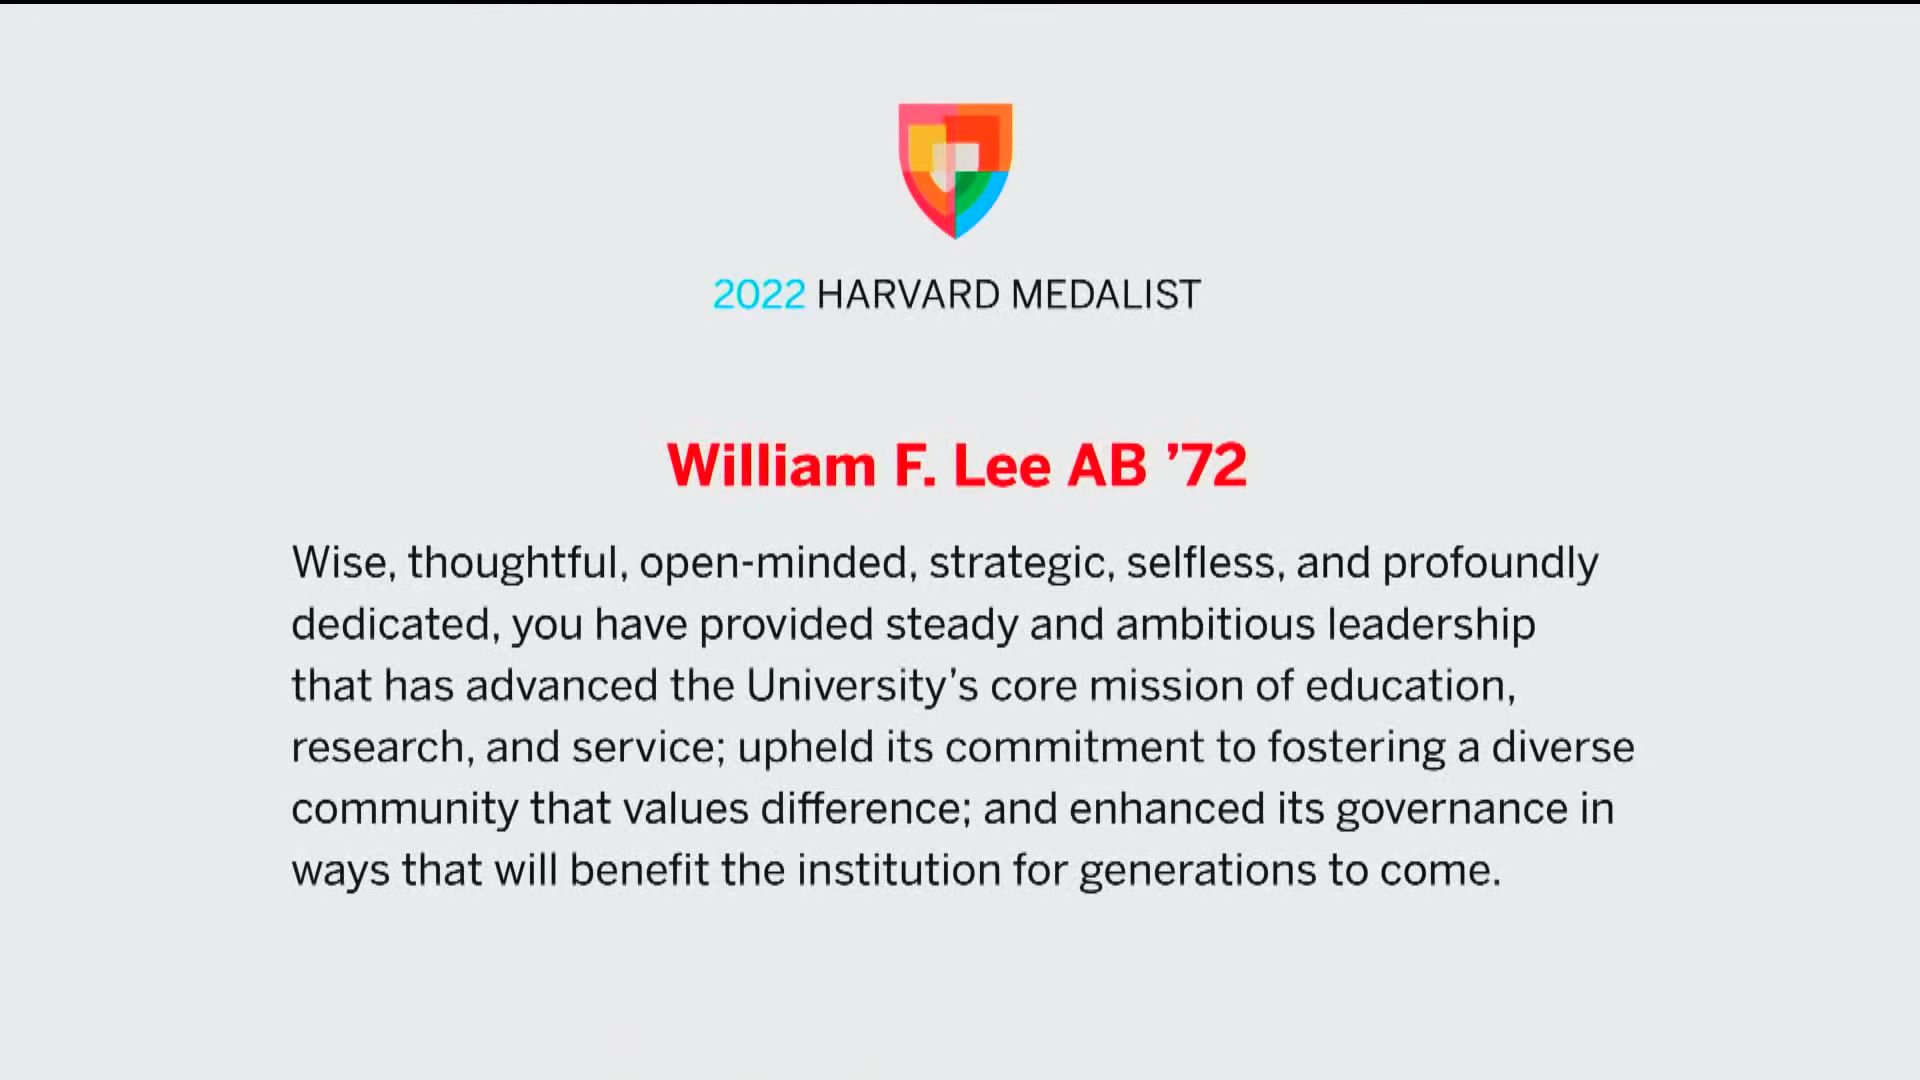 2022 HARVARD MEDALIST
William F. Lee AB ’72
Wise, thoughtful, open-minded, strategic, selfless, and profoundly
dedicated, you have provided steady and ambitious leadership
that has advanced the University’s core mission of education,
research, and service; upheld its commitment to fostering a diverse
community that values difference; and enhanced its governance in
ways that will benefit the institution for generations to come.